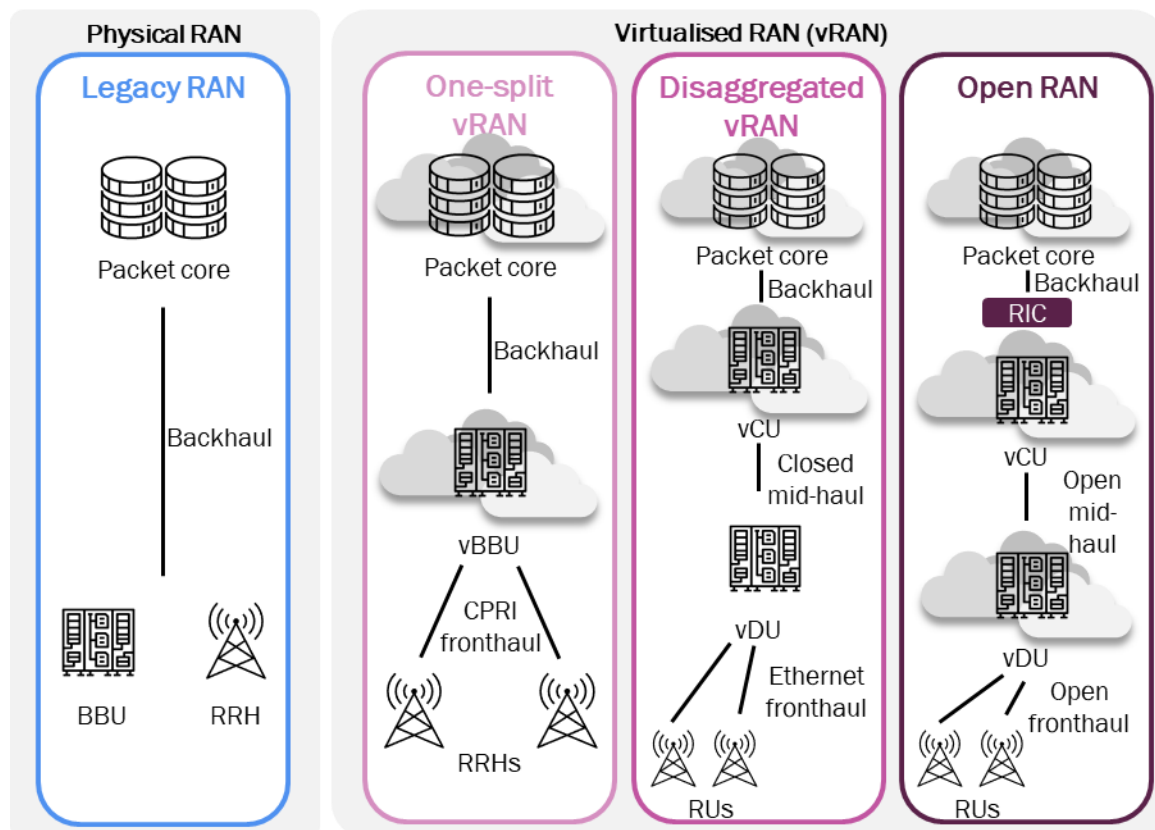 Physical RAN
Legacy RAN
Packet core
Backhaul
BBU
RRH
Virtualised RAN (vRAN)
One-split
vRAN
Packet core
Backhaul
vBBU
CPRI
fronthaul
RRHs
Disaggregated
vRAN
Packet core
Backhaul
vCU
Closed
mid-haul
vDU
Ethernet
fronthaul
RUs
Open RAN
Packet core
Backhaul
RIC
vCU
Open
mid-
haul
vDU
Open
fronthaul
RUs